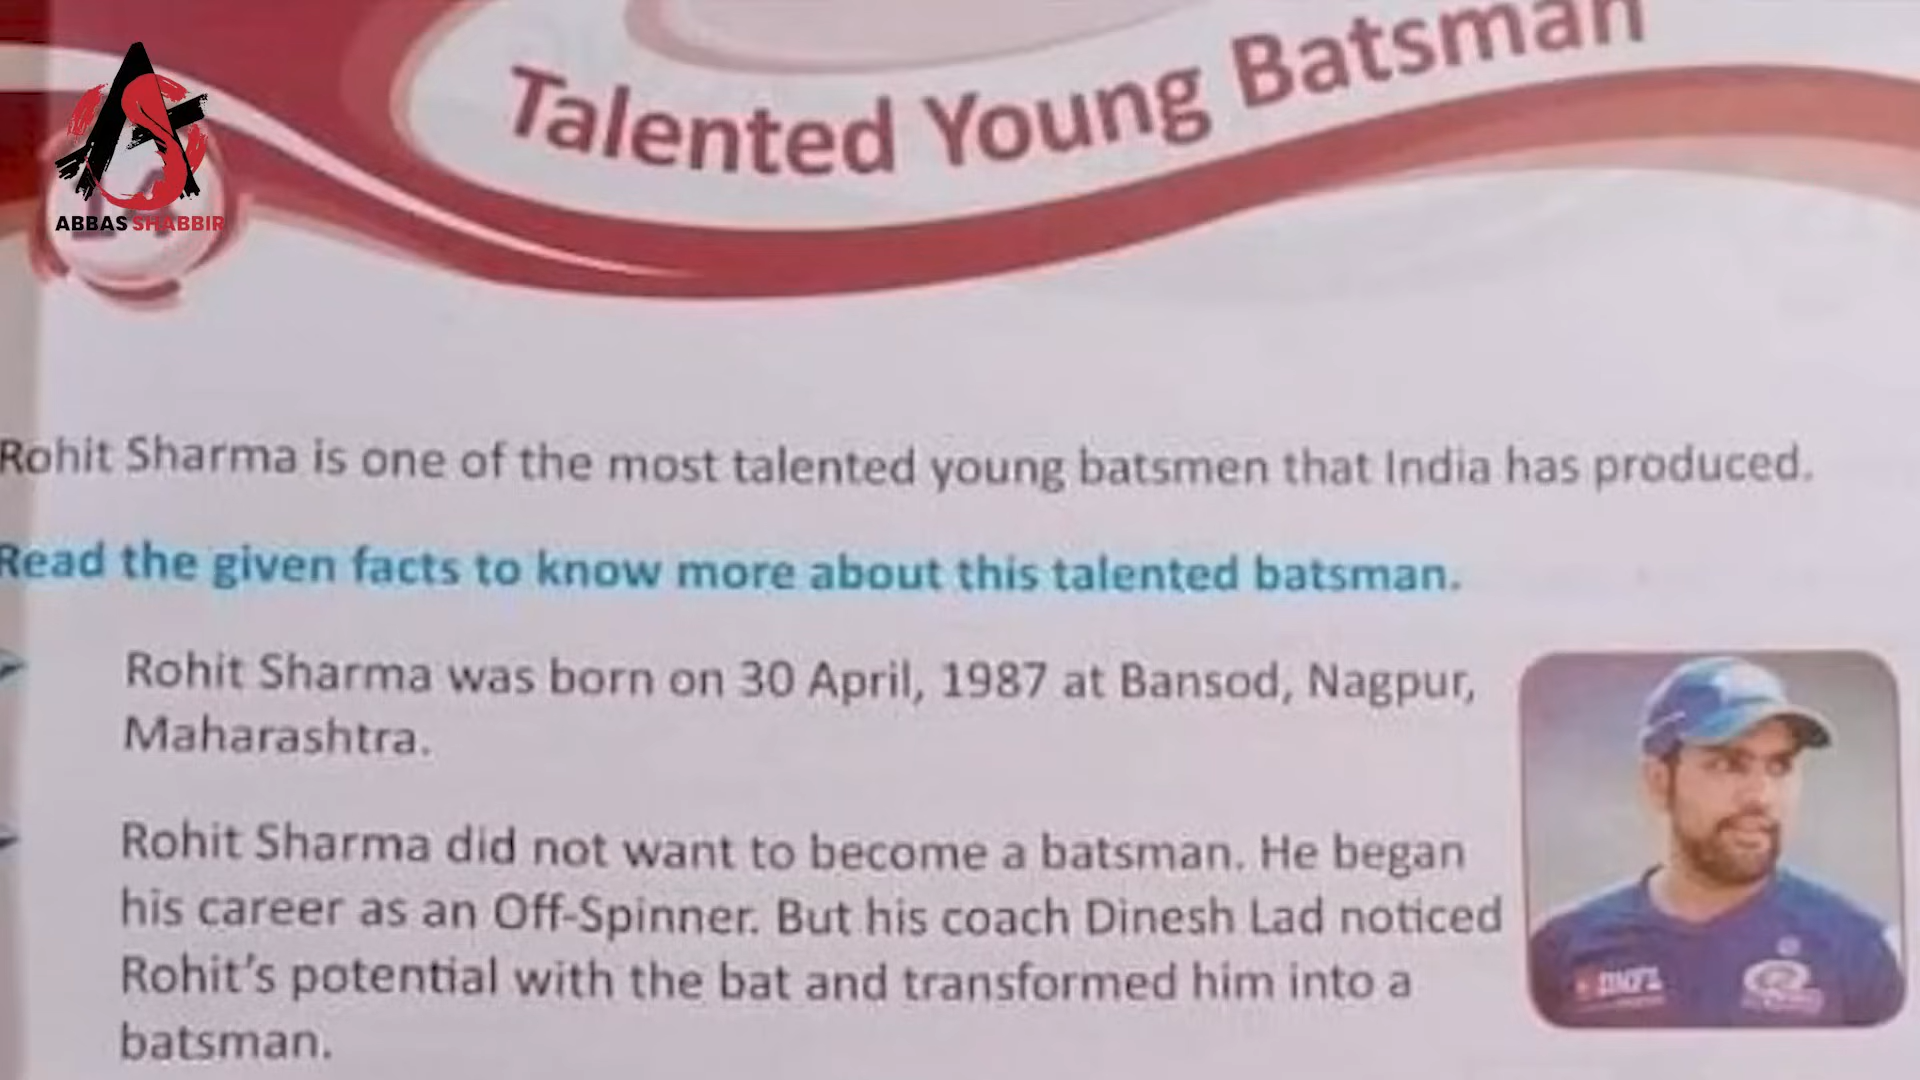 Talented Young Batsman
ABBAS SHABBIR
Rohit Sharma is one of the most talented young batsmen that India has produced.
Read the given facts to know more about this talented batsman.
Rohit Sharma was born on 30 April, 1987 at Bansod, Nagpur,
Maharashtra.
Rohit Sharma did not want to become a batsman. He began
his career as an Off-Spinner. But his coach Dinesh Lad noticed
Rohit's potential with the bat and transformed him into a
batsman.